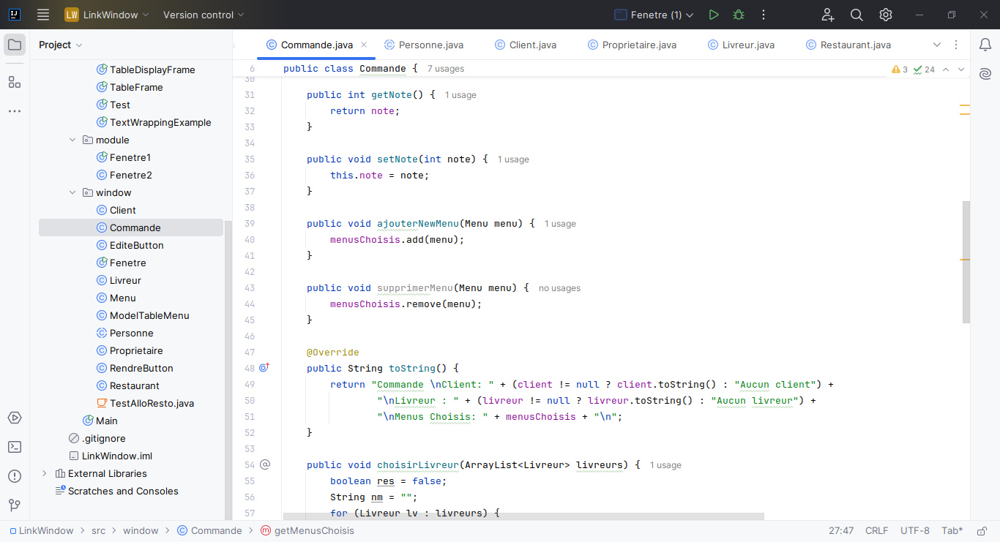 LW LinkWindow Version control Fenetre (1)
Project
Commande.java Personne.java Client.java Proprietaire.java Livreur.java Restaurant.java
6 public class Commande { 7 usages 3 24
TableDisplayFrame
TableFrame
Test
TextWrappingExample
module
Fenetre1
Fenetre2
window
Client
Commande
EditeButton
Fenetre
Livreur
Menu
ModelTableMenu
Personne
Proprietaire
RendreButton
Restaurant
TestAlloResto.java
Main
.gitignore
LinkWindow.iml
External Libraries
Scratches and Consoles
30
31 public int getNote() { 1 usage
32 return note;
33 }
34
35 public void setNote(int note) { 1 usage
36 this.note = note;
37 }
38
39 public void ajouterNewMenu(Menu menu) { 1 usage
40 menusChoisis.add(menu);
41 }
42
43 public void supprimerMenu(Menu menu) { no usages
44 menusChoisis.remove(menu);
45 }
46
47 @Override
48 public String toString() {
49 return "Commande \nClient: " + (client != null ? client.toString() : "Aucun client") +
50 "\nLivreur : " + (livreur != null ? livreur.toString() : "Aucun livreur") +
51 "\nMenus Choisis: " + menusChoisis + "\n";
52 }
53
54 public void choisirLivreur(ArrayList<Livreur> livreurs) { 1 usage
55 boolean res = false;
56 String nm = "";
57 for (Livreur lv : livreurs) {
LinkWindow src window Commande getMenusChoisis 27:47 CRLF UTF-8 Tab*